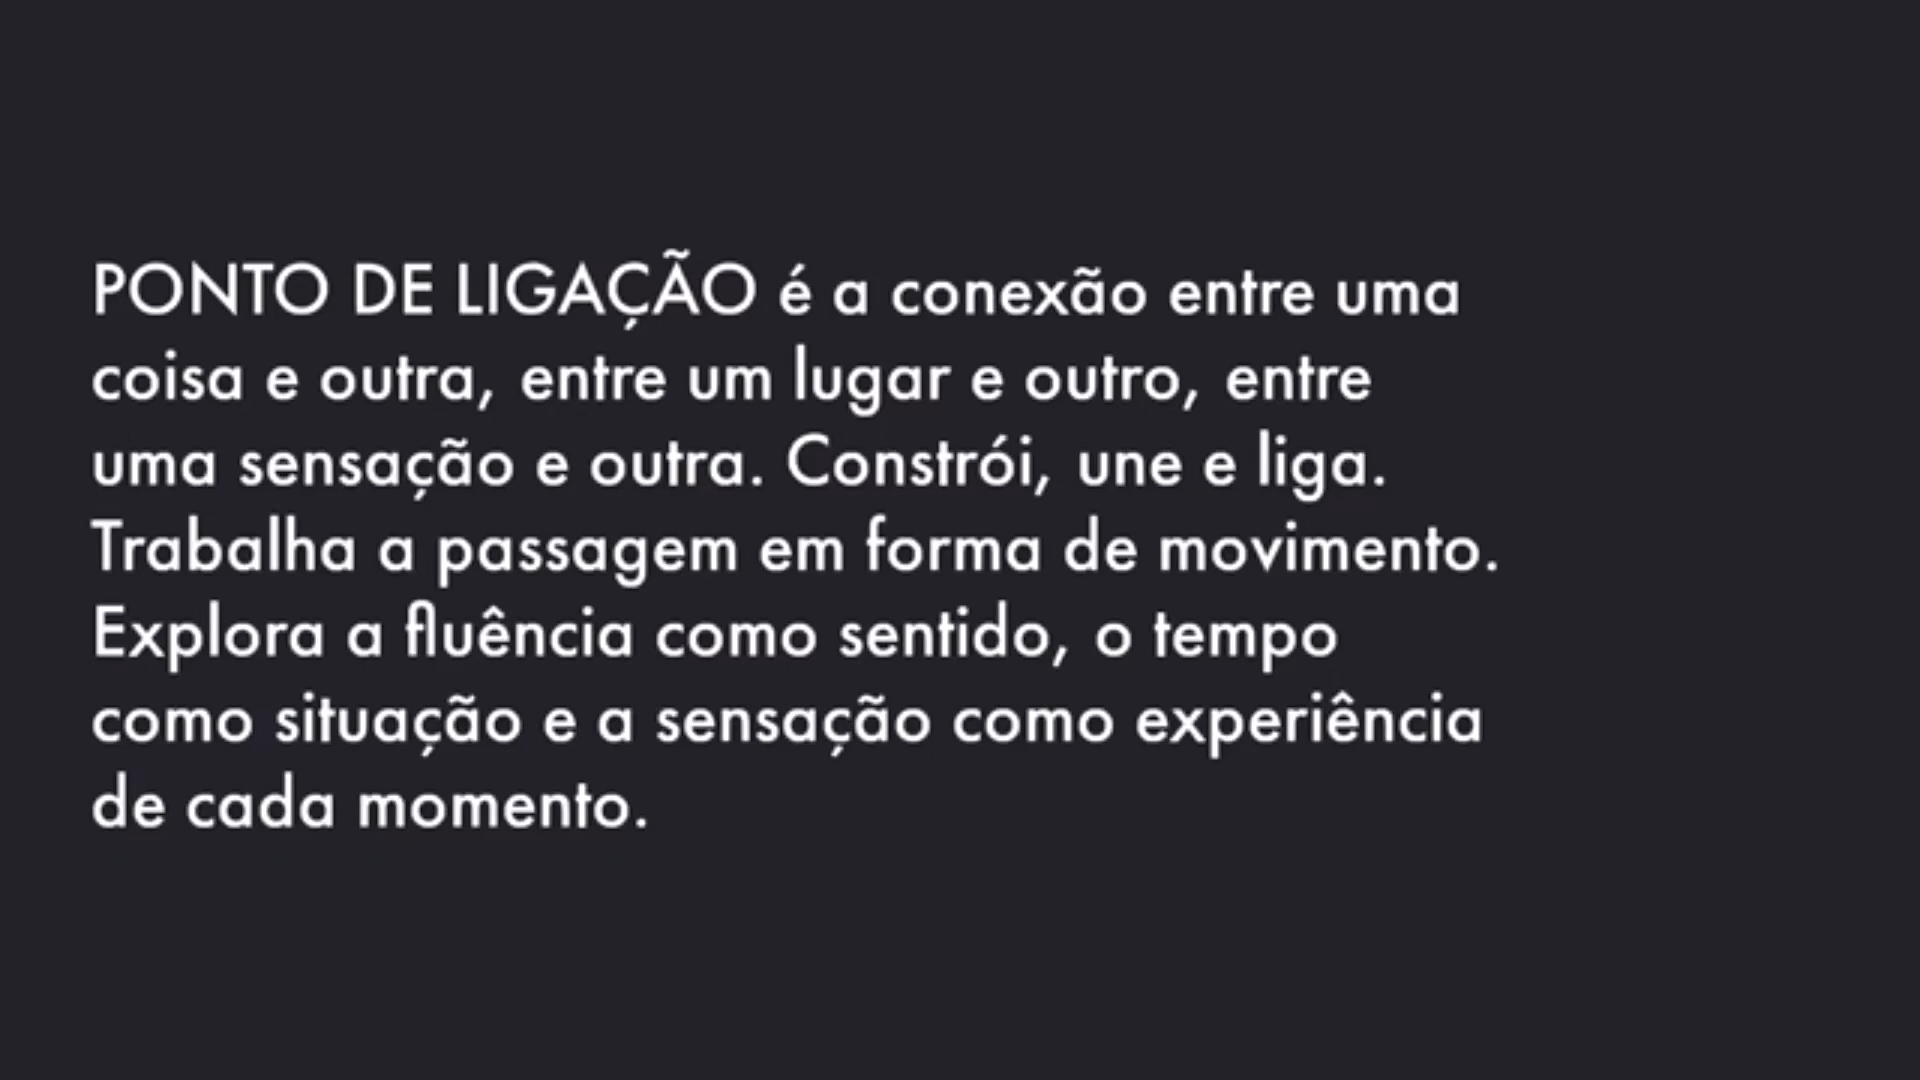 PONTO DE LIGAÇÃO é a conexão entre uma
coisa e outra, entre um lugar e outro, entre
uma sensação e outra. Constrói, une e liga.
Trabalha a passagem em forma de movimento.
Explora a fluência como sentido, o tempo
como situação e a sensação como experiência
de cada momento.